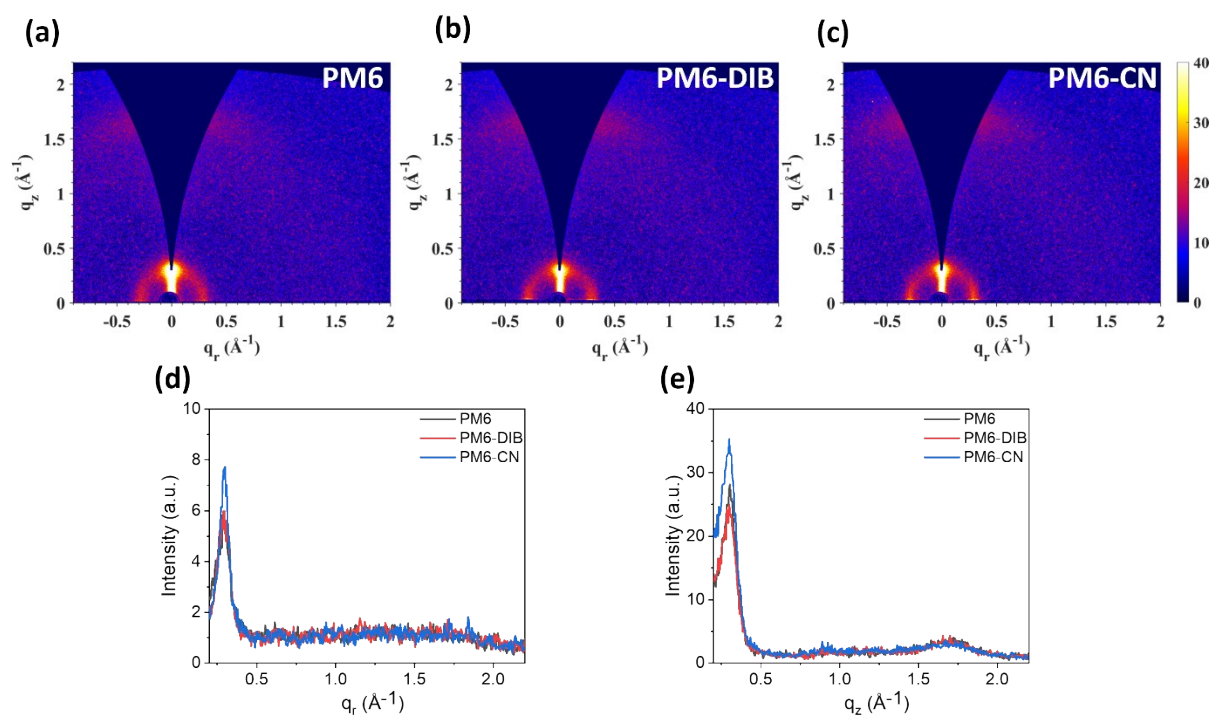 (a)
PM6
2
1.5
1
0.5
0
q_z (Å⁻¹)
-0.5 0 0.5 1 1.5 2
q_r (Å⁻¹)
(b)
PM6-DIB
2
1.5
1
0.5
0
q_z (Å⁻¹)
-0.5 0 0.5 1 1.5 2
q_r (Å⁻¹)
(c)
PM6-CN
2
1.5
1
0.5
0
q_z (Å⁻¹)
-0.5 0 0.5 1 1.5 2
q_r (Å⁻¹)
40
35
30
25
20
15
10
5
0
(d)
10
8
6
4
2
0
Intensity (a.u.)
PM6
PM6-DIB
PM6-CN
0.5 1.0 1.5 2.0
q_r (Å⁻¹)
(e)
40
30
20
10
0
Intensity (a.u.)
PM6
PM6-DIB
PM6-CN
0.5 1.0 1.5 2.0
q_z (Å⁻¹)